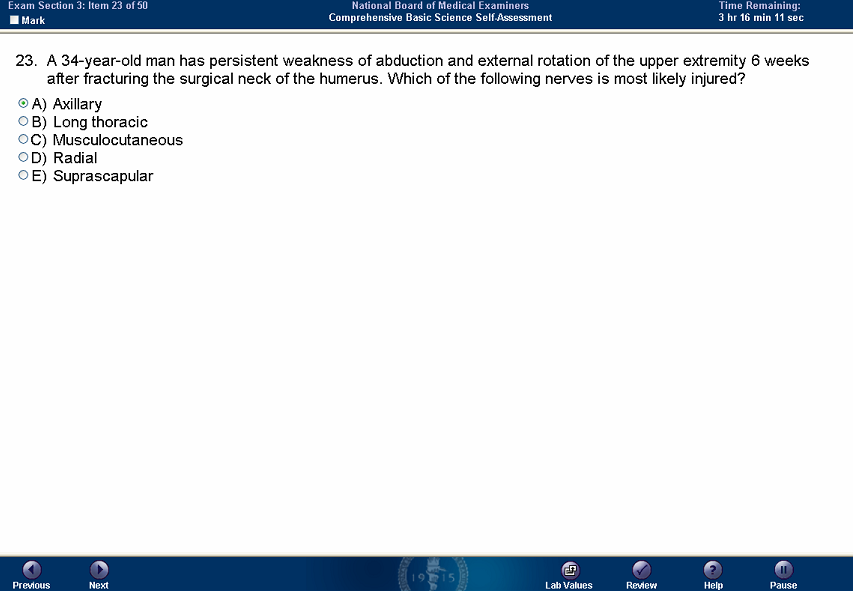 Exam Section 3: Item 23 of 50
National Board of Medical Examiners
Time Remaining:
Mark
Comprehensive Basic Science Self-Assessment
3 hr 16 min 11 sec
23. A 34-year-old man has persistent weakness of abduction and external rotation of the upper extremity 6 weeks
after fracturing the surgical neck of the humerus. Which of the following nerves is most likely injured?
A) Axillary
B) Long thoracic
C) Musculocutaneous
D) Radial
E) Suprascapular
19 15
Previous
Next
Lab Values
Review
Help
Pause